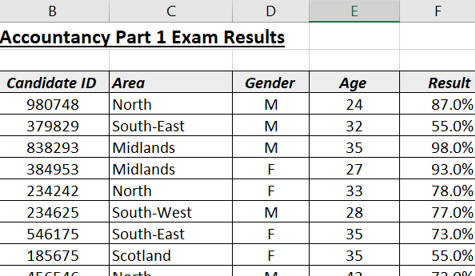 B C D E F
Accountancy Part 1 Exam Results
Candidate ID Area Gender Age Result
980748 North M 24 87.0%
379829 South-East M 32 55.0%
838293 Midlands M 35 98.0%
384953 Midlands F 27 93.0%
234242 North F 33 78.0%
234625 South-West M 28 77.0%
546175 South-East F 35 73.0%
185675 Scotland F 35 55.0%
North M